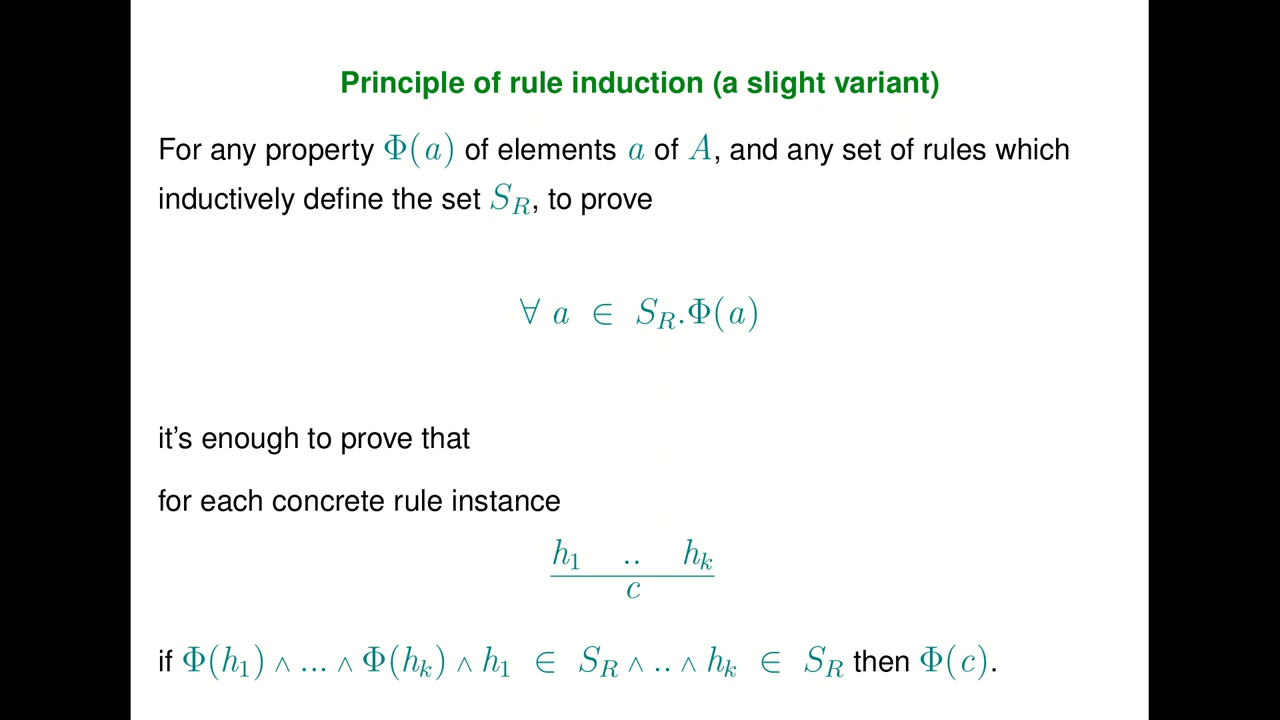 Principle of rule induction (a slight variant)
For any property Φ(a) of elements a of A, and any set of rules which
inductively define the set S_R, to prove
∀ a ∈ S_R.Φ(a)
it's enough to prove that
for each concrete rule instance
h_1 .. h_k
c
if Φ(h_1) ∧ ... ∧ Φ(h_k) ∧ h_1 ∈ S_R ∧ .. ∧ h_k ∈ S_R then Φ(c).